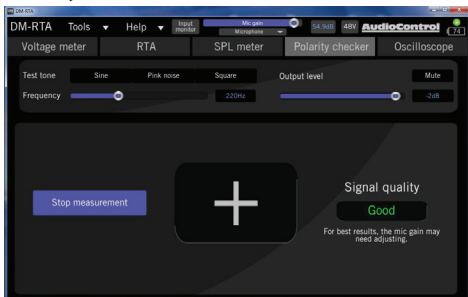 DM-RTA
DM-RTA Tools Help Input monitor Mic gain Microphone 54.9dB 48V AudioControl 74
Voltage meter RTA SPL meter Polarity checker Oscilloscope
Test tone Sine Pink noise Square Output level Mute
Frequency 220Hz -2dB
Stop measurement
+
Signal quality
Good
For best results, the mic gain may
need adjusting.